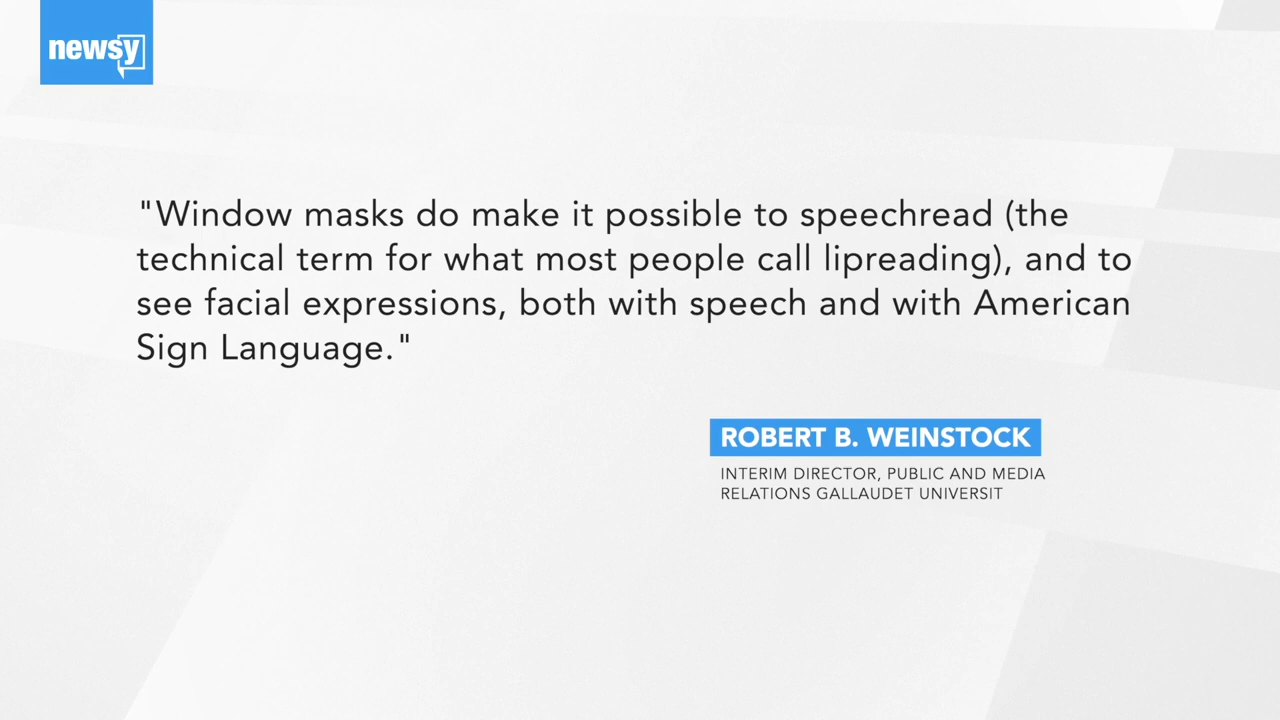 newsy
"Window masks do make it possible to speechread (the
technical term for what most people call lipreading), and to
see facial expressions, both with speech and with American
Sign Language."
ROBERT B. WEINSTOCK
INTERIM DIRECTOR, PUBLIC AND MEDIA
RELATIONS GALLAUDET UNIVERSIT